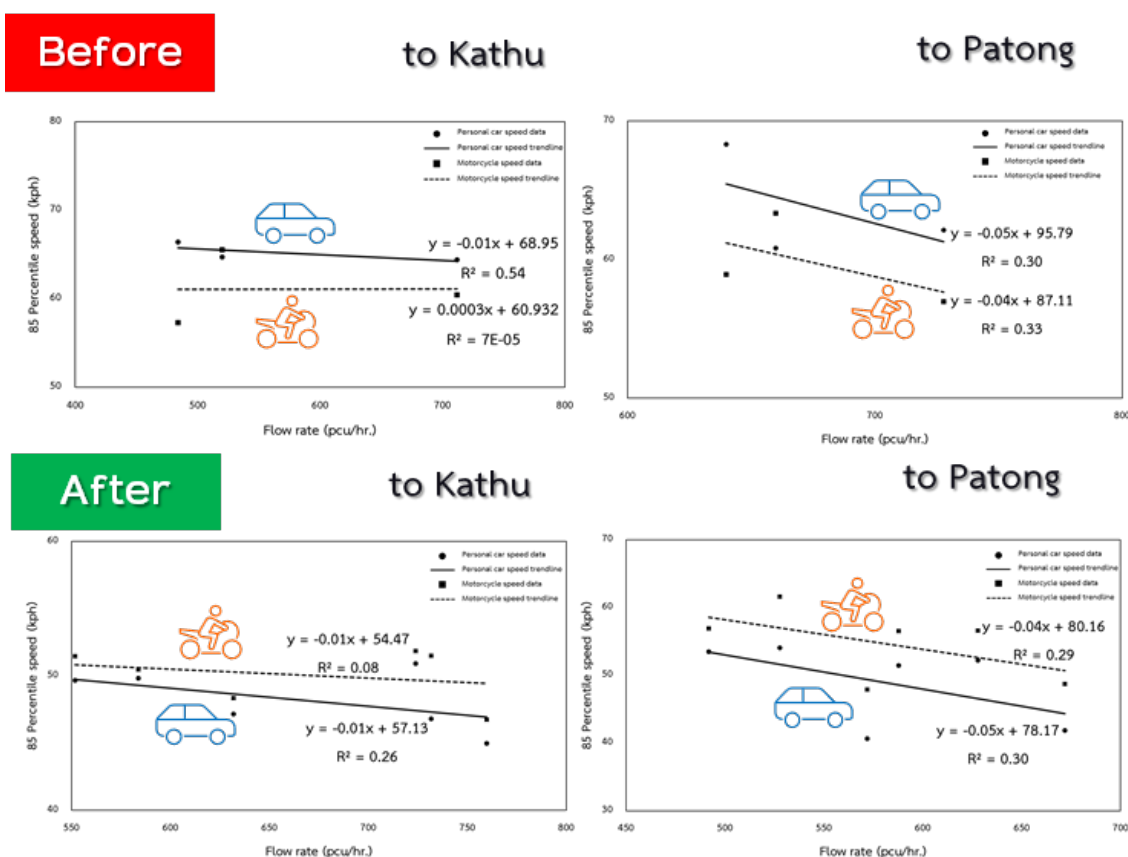 Before
to Kathu
to Patong
80
70
60
50
400
500
600
700
800
85 Percentile speed (kph)
Flow rate (pcu/hr.)
Personal car speed data
Personal car speed trendline
Motorcycle speed data
Motorcycle speed trendline
y = -0.01x + 68.95
R² = 0.54
y = 0.0003x + 60.932
R² = 7E-05
70
60
50
600
700
800
85 Percentile speed (kph)
Flow rate (pcu/hr.)
Personal car speed data
Personal car speed trendline
Motorcycle speed data
Motorcycle speed trendline
y = -0.05x + 95.79
R² = 0.30
y = -0.04x + 87.11
R² = 0.33
After
to Kathu
to Patong
60
50
40
550
600
650
700
750
800
85 Percentile speed (kph)
Flow rate (pcu/hr.)
Personal car speed data
Personal car speed trendline
Motorcycle speed data
Motorcycle speed trendline
y = -0.01x + 54.47
R² = 0.08
y = -0.01x + 57.13
R² = 0.26
70
60
50
40
30
450
500
550
600
650
700
85 Percentile speed (kph)
Flow rate (pcu/hr.)
Personal car speed data
Personal car speed trendline
Motorcycle speed data
Motorcycle speed trendline
y = -0.04x + 80.16
R² = 0.29
y = -0.05x + 78.17
R² = 0.30